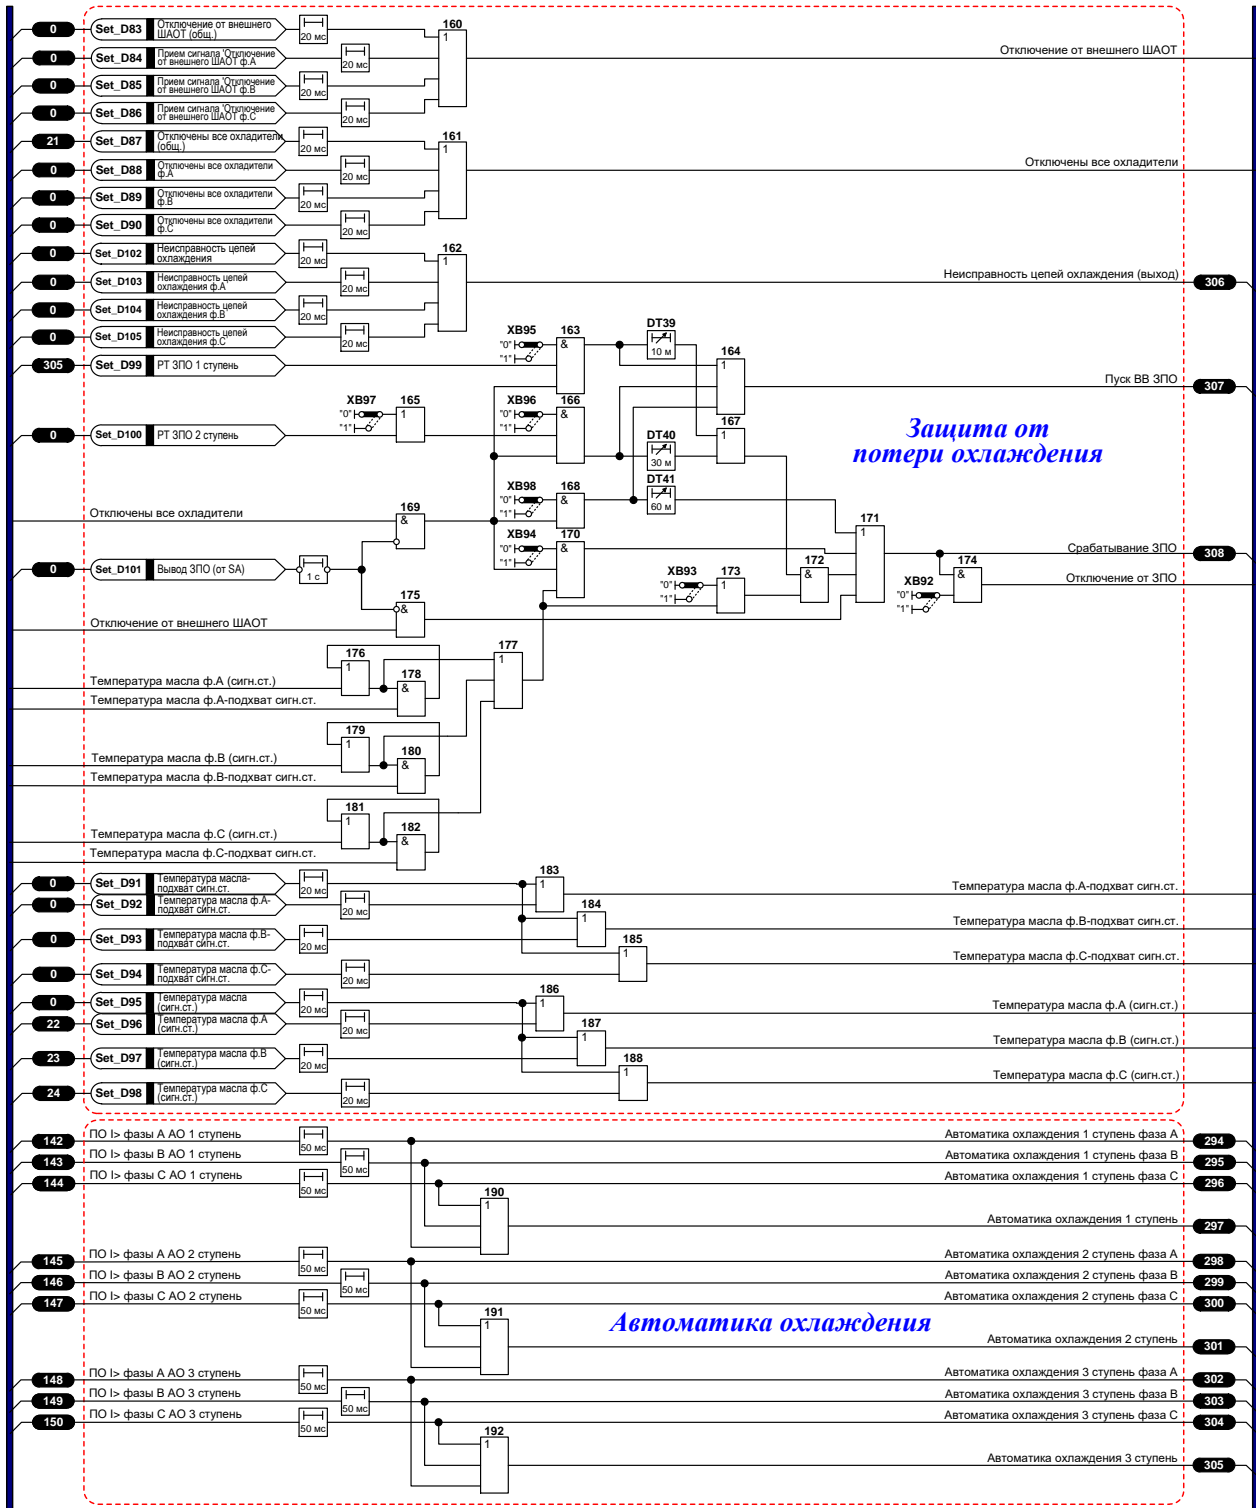 0 Set_D83 Отключение от внешнего ШАОТ (общ.) 20 мс 160 1
Отключение от внешнего ШАОТ
0 Set_D84 Прием сигнала 'Отключение от внешнего ШАОТ ф.А 20 мс
0 Set_D85 Прием сигнала 'Отключение от внешнего ШАОТ ф.В 20 мс
0 Set_D86 Прием сигнала 'Отключение от внешнего ШАОТ ф.С 20 мс
21 Set_D87 Отключены все охладители (общ.) 20 мс 161 1
Отключены все охладители
0 Set_D88 Отключены все охладители ф.А 20 мс
0 Set_D89 Отключены все охладители ф.В 20 мс
0 Set_D90 Отключены все охладители ф.С 20 мс
0 Set_D102 Неисправность цепей охлаждения 20 мс 162 1
0 Set_D103 Неисправность цепей охлаждения ф.А 20 мс
Неисправность цепей охлаждения (выход) 306
0 Set_D104 Неисправность цепей охлаждения ф.В 20 мс
0 Set_D105 Неисправность цепей охлаждения ф.С 20 мс
XB95 "0" "1" 163 & DT39 10 м 164 1
305 Set_D99 РТ ЗПО 1 ступень
Пуск ВВ ЗПО 307
XB97 "0" "1" 165 1 XB96 "0" "1" 166 & 167 1
0 Set_D100 РТ ЗПО 2 ступень
DT40 30 м
Защита от
потери охлаждения
XB98 "0" "1" 168 & DT41 60 м
Отключены все охладители 169 &
XB94 "0" "1" 170 & 171 1
Срабатывание ЗПО 308
0 Set_D101 Вывод ЗПО (от SA) 1 с
XB93 "0" "1" 173 1 172 & XB92 "0" "1" 174 &
Отключение от ЗПО
175 &
Отключение от внешнего ШАОТ
176 1 177 1
Температура масла ф.А (сигн.ст.) 178 &
Температура масла ф.А-подхват сигн.ст.
179 1
Температура масла ф.В (сигн.ст.) 180 &
Температура масла ф.В-подхват сигн.ст.
181 1
Температура масла ф.С (сигн.ст.) 182 &
Температура масла ф.С-подхват сигн.ст.
0 Set_D91 Температура масла-подхват сигн.ст. 20 мс 183 1
Температура масла ф.А-подхват сигн.ст.
0 Set_D92 Температура масла ф.А-подхват сигн.ст. 20 мс
184 1
Температура масла ф.В-подхват сигн.ст.
0 Set_D93 Температура масла ф.В-подхват сигн.ст. 20 мс
185 1
Температура масла ф.С-подхват сигн.ст.
0 Set_D94 Температура масла ф.С-подхват сигн.ст. 20 мс
0 Set_D95 Температура масла (сигн.ст.) 20 мс 186 1
Температура масла ф.А (сигн.ст.)
22 Set_D96 Температура масла ф.А (сигн.ст.) 20 мс
187 1
Температура масла ф.В (сигн.ст.)
23 Set_D97 Температура масла ф.В (сигн.ст.) 20 мс
188 1
Температура масла ф.С (сигн.ст.)
24 Set_D98 Температура масла ф.С (сигн.ст.) 20 мс
142 ПО I> фазы А АО 1 ступень 50 мс Автоматика охлаждения 1 ступень фаза А 294
143 ПО I> фазы В АО 1 ступень 50 мс Автоматика охлаждения 1 ступень фаза В 295
144 ПО I> фазы С АО 1 ступень 50 мс Автоматика охлаждения 1 ступень фаза С 296
190 1
Автоматика охлаждения 1 ступень 297
145 ПО I> фазы А АО 2 ступень 50 мс Автоматика охлаждения 2 ступень фаза А 298
146 ПО I> фазы В АО 2 ступень 50 мс Автоматика охлаждения 2 ступень фаза В 299
147 ПО I> фазы С АО 2 ступень 50 мс Автоматика охлаждения 2 ступень фаза С 300
191 1
Автоматика охлаждения
Автоматика охлаждения 2 ступень 301
148 ПО I> фазы А АО 3 ступень 50 мс Автоматика охлаждения 3 ступень фаза А 302
149 ПО I> фазы В АО 3 ступень 50 мс Автоматика охлаждения 3 ступень фаза В 303
150 ПО I> фазы С АО 3 ступень 50 мс Автоматика охлаждения 3 ступень фаза С 304
192 1
Автоматика охлаждения 3 ступень 305